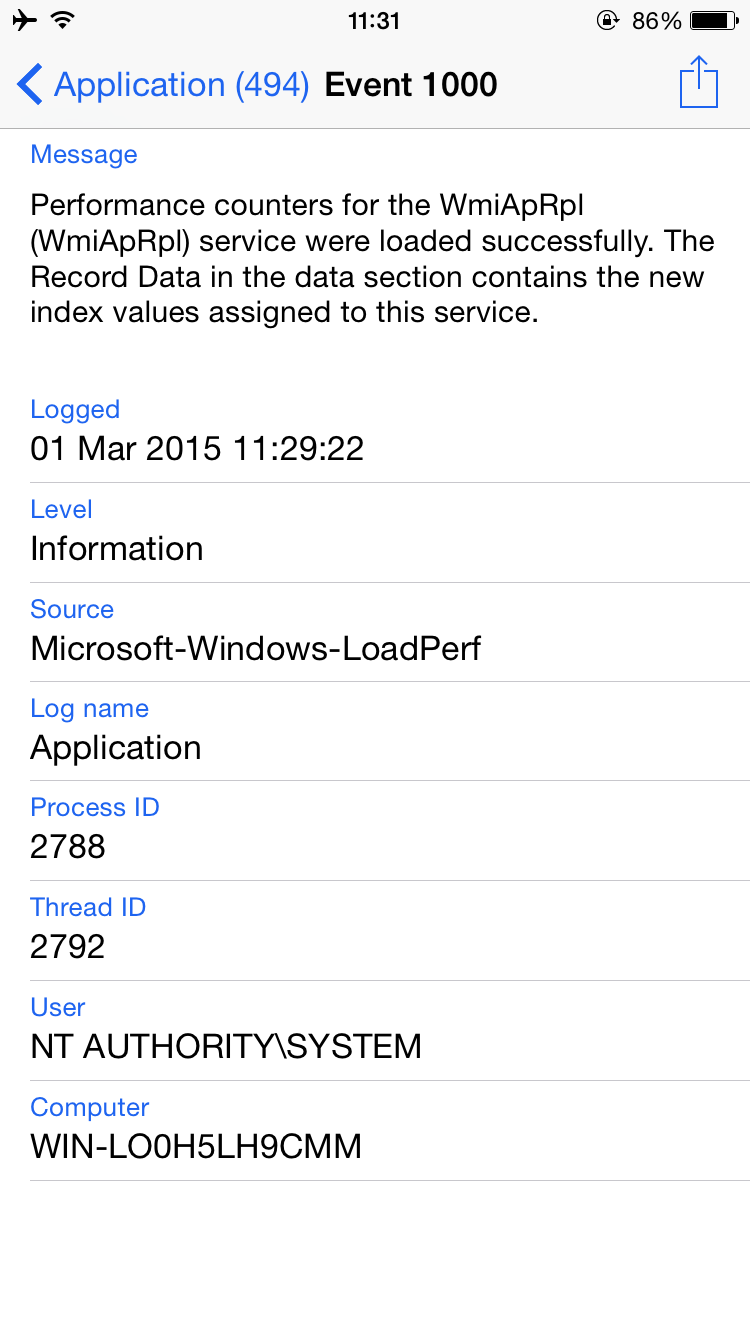 11:31
86%
Application (494) Event 1000
Message
Performance counters for the WmiApRpl
(WmiApRpl) service were loaded successfully. The
Record Data in the data section contains the new
index values assigned to this service.
Logged
01 Mar 2015 11:29:22
Level
Information
Source
Microsoft-Windows-LoadPerf
Log name
Application
Process ID
2788
Thread ID
2792
User
NT AUTHORITY\SYSTEM
Computer
WIN-LO0H5LH9CMM